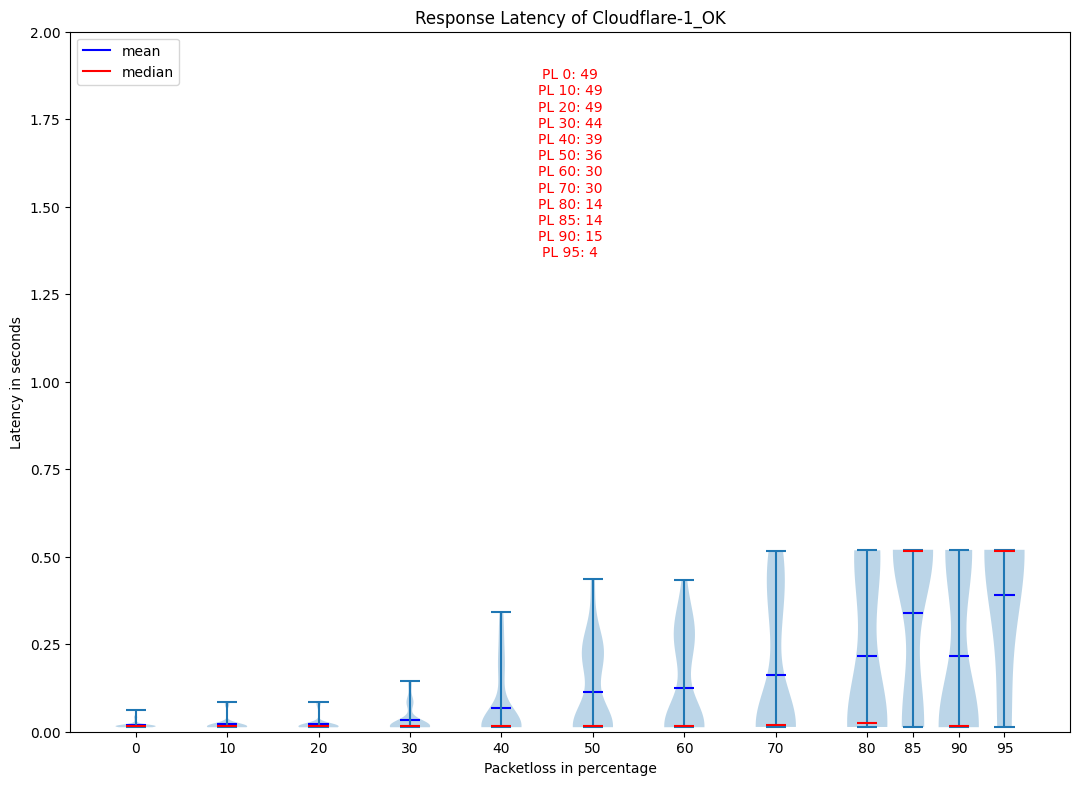 Response Latency of Cloudflare-1_OK
mean
median
PL 0: 49
PL 10: 49
PL 20: 49
PL 30: 44
PL 40: 39
PL 50: 36
PL 60: 30
PL 70: 30
PL 80: 14
PL 85: 14
PL 90: 15
PL 95: 4
Latency in seconds
2.00
1.75
1.50
1.25
1.00
0.75
0.50
0.25
0.00
0 10 20 30 40 50 60 70 80 85 90 95
Packetloss in percentage